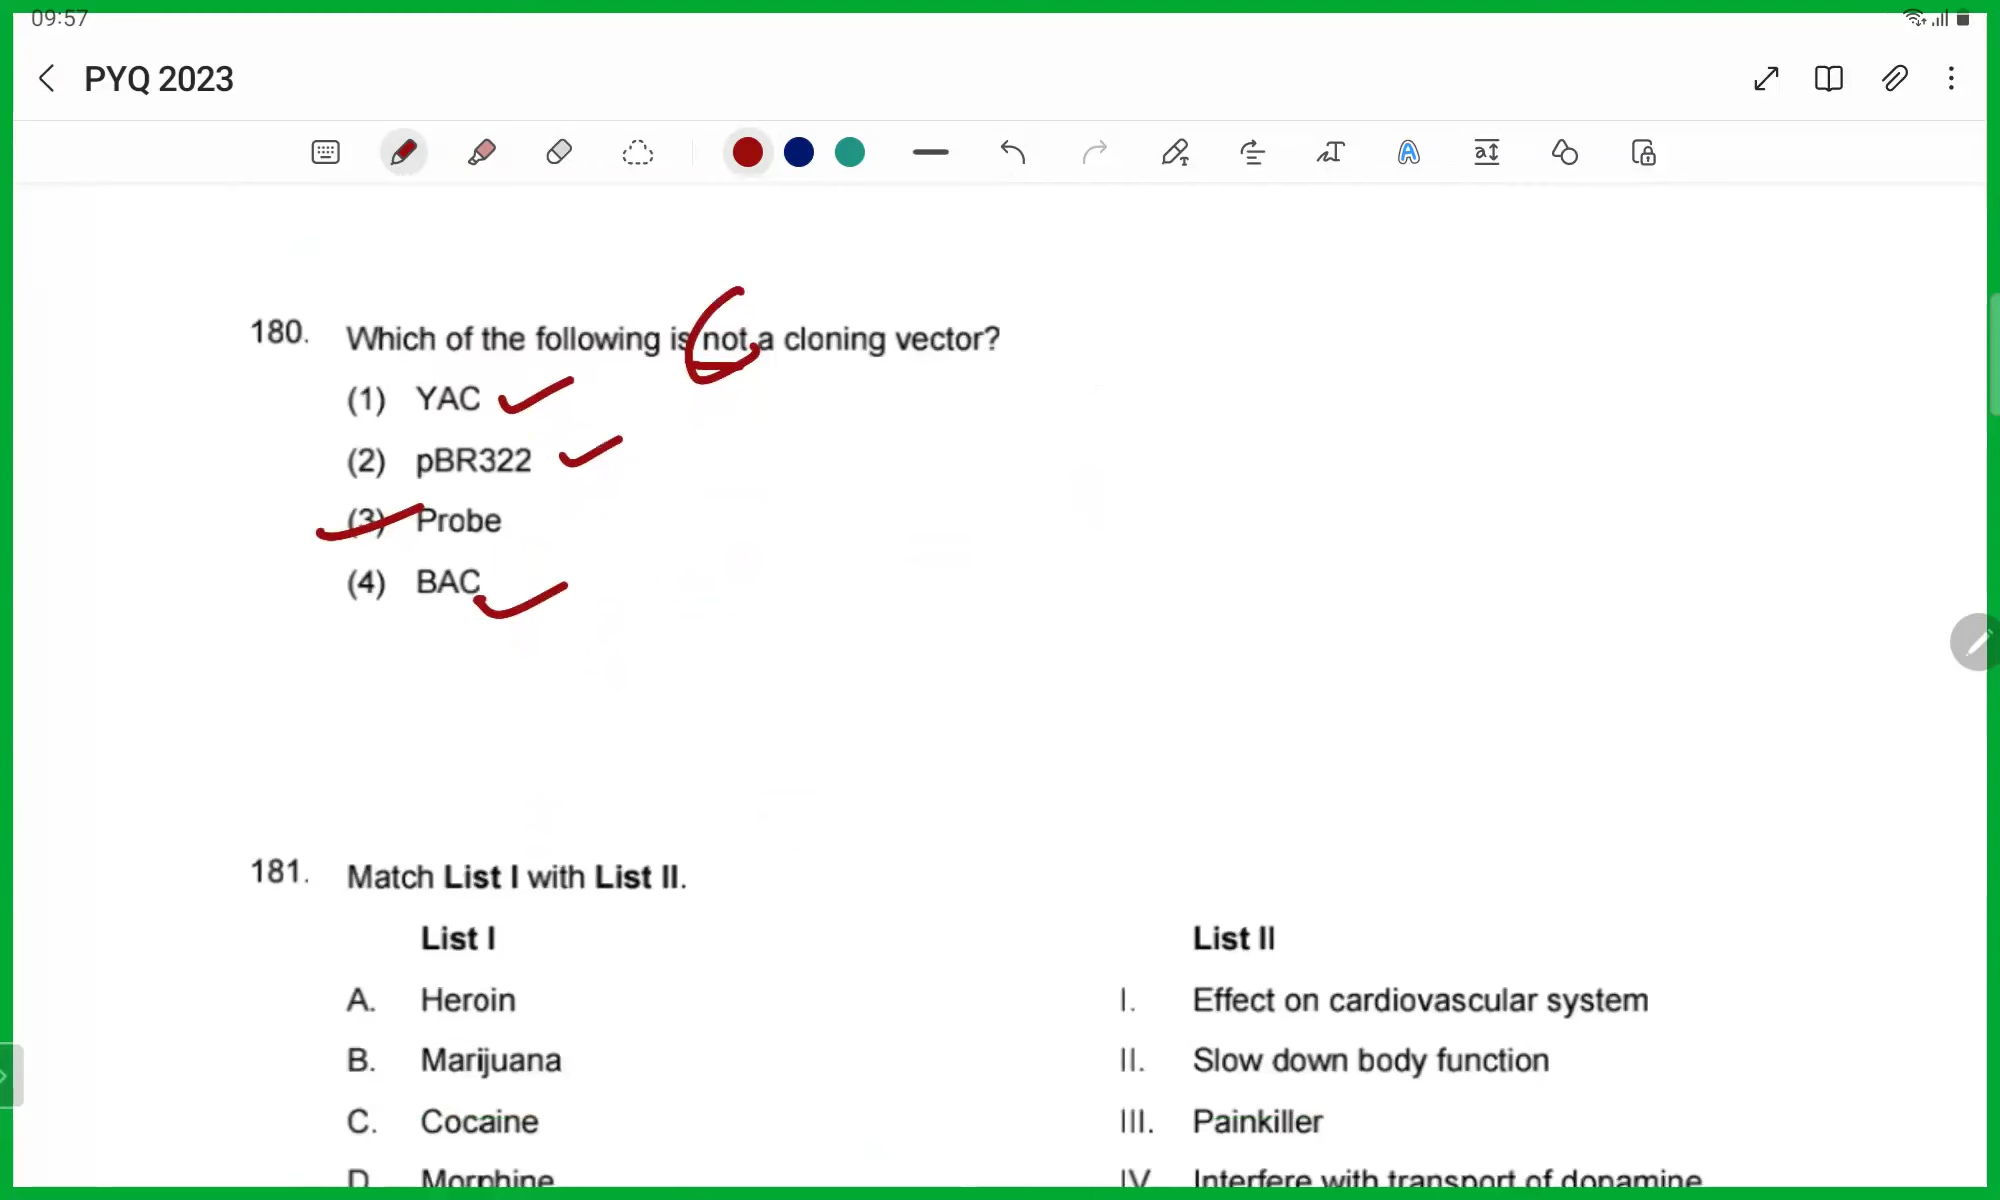 09:57
PYQ 2023
180. Which of the following is not a cloning vector?
(1) YAC
(2) pBR322
(3) Probe
(4) BAC
181. Match List I with List II.
List I List II
A. Heroin I. Effect on cardiovascular system
B. Marijuana II. Slow down body function
C. Cocaine III. Painkiller
D. Morphine IV. Interfere with transport of dopamine